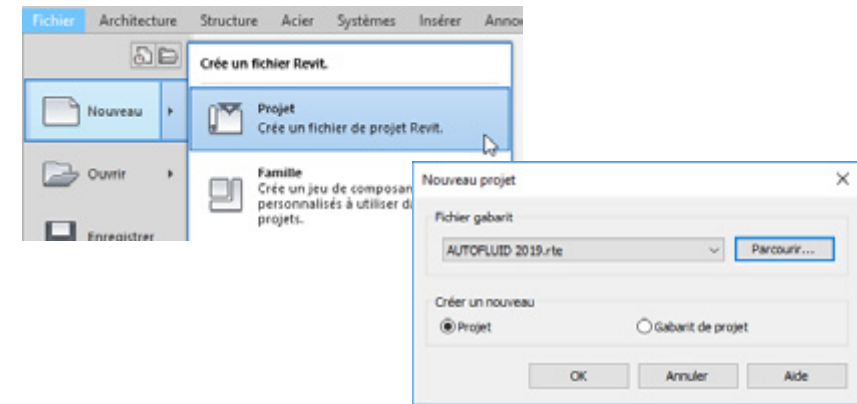 Fichier Architecture Structure Acier Systèmes Insérer Anno
Crée un fichier Revit.
Nouveau
Projet
Crée un fichier de projet Revit.
Ouvrir
Famille
Crée un jeu de composan
personnalisés à utiliser da
projets.
Enregistrer
Nouveau projet
Fichier gabarit
AUTOFLUID 2019.rte
Parcourir...
Créer un nouveau
Projet
Gabarit de projet
OK Annuler Aide